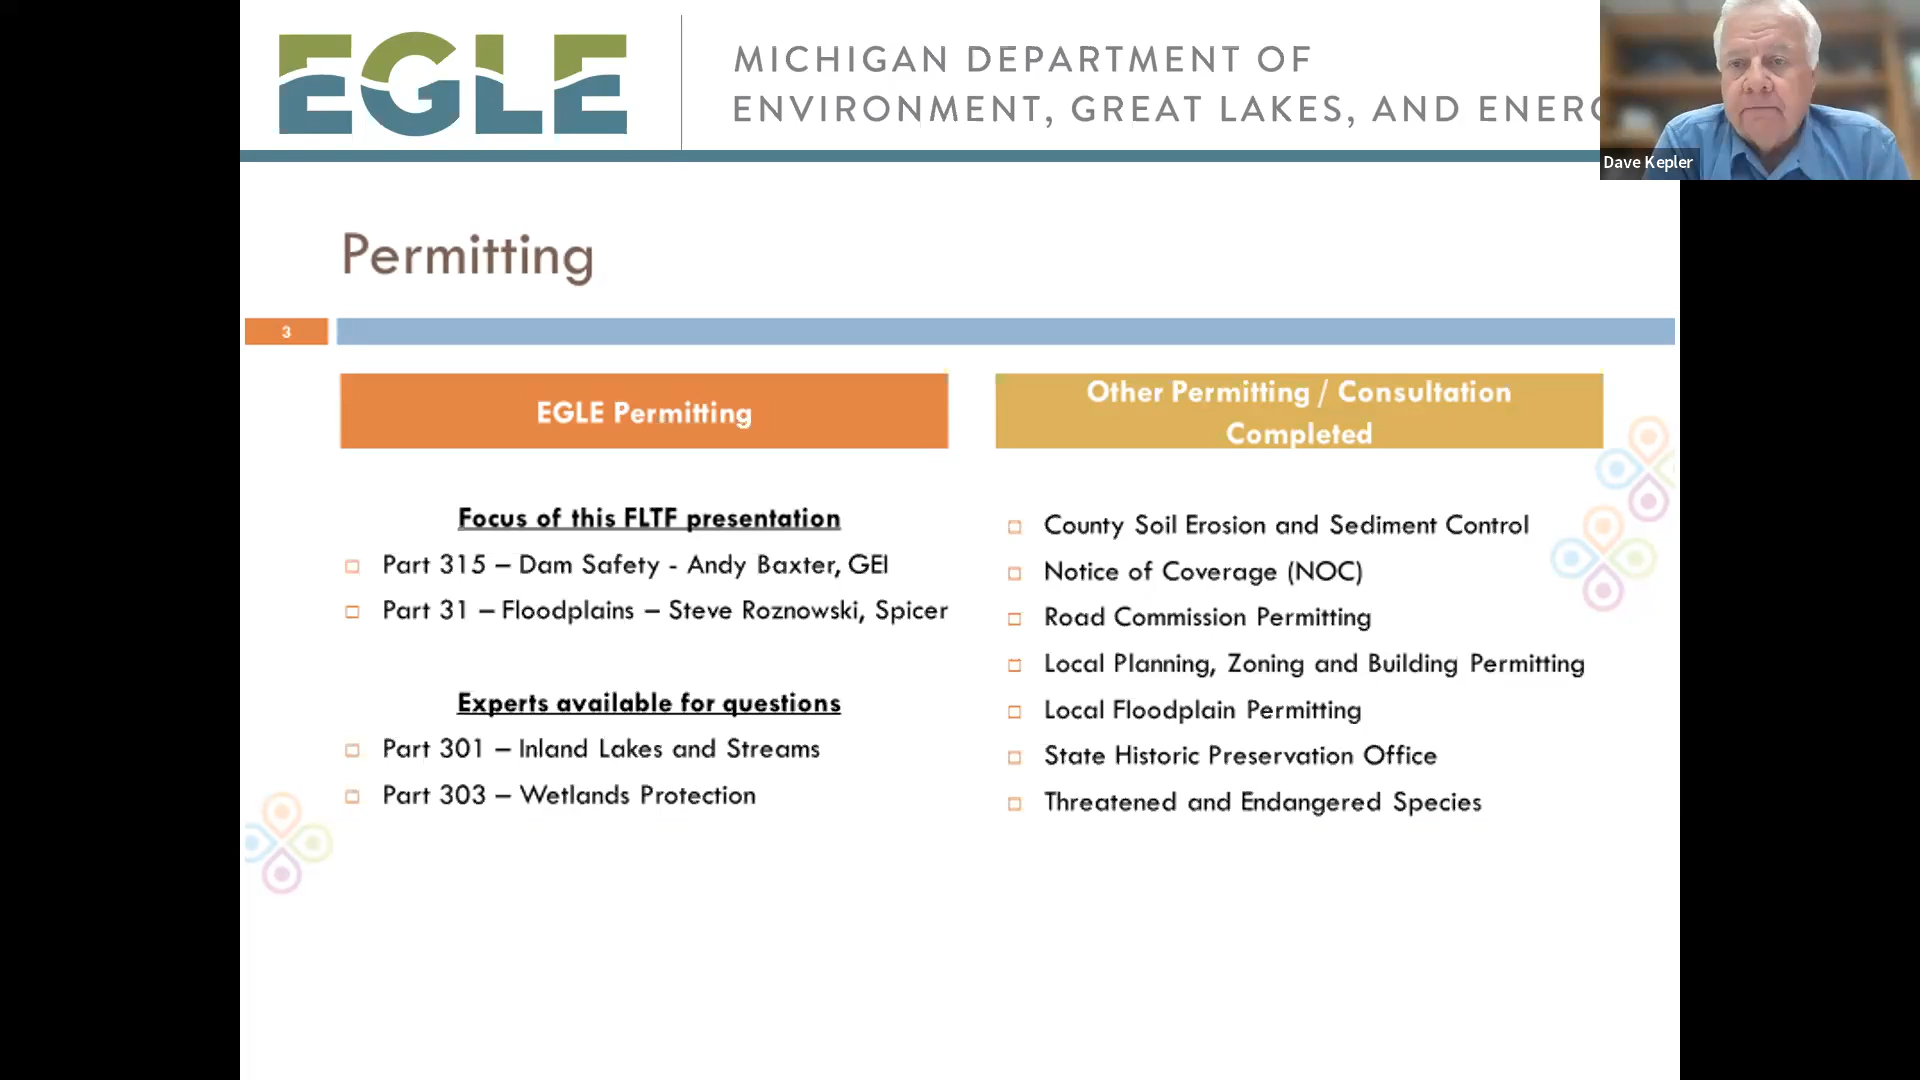 EGLE
MICHIGAN DEPARTMENT OF
ENVIRONMENT, GREAT LAKES, AND ENERG
Dave Kepler
Permitting
3
EGLE Permitting
Focus of this FLTF presentation
Part 315 – Dam Safety - Andy Baxter, GEI
Part 31 – Floodplains – Steve Roznowski, Spicer
Experts available for questions
Part 301 – Inland Lakes and Streams
Part 303 – Wetlands Protection
Other Permitting / Consultation
Completed
County Soil Erosion and Sediment Control
Notice of Coverage (NOC)
Road Commission Permitting
Local Planning, Zoning and Building Permitting
Local Floodplain Permitting
State Historic Preservation Office
Threatened and Endangered Species